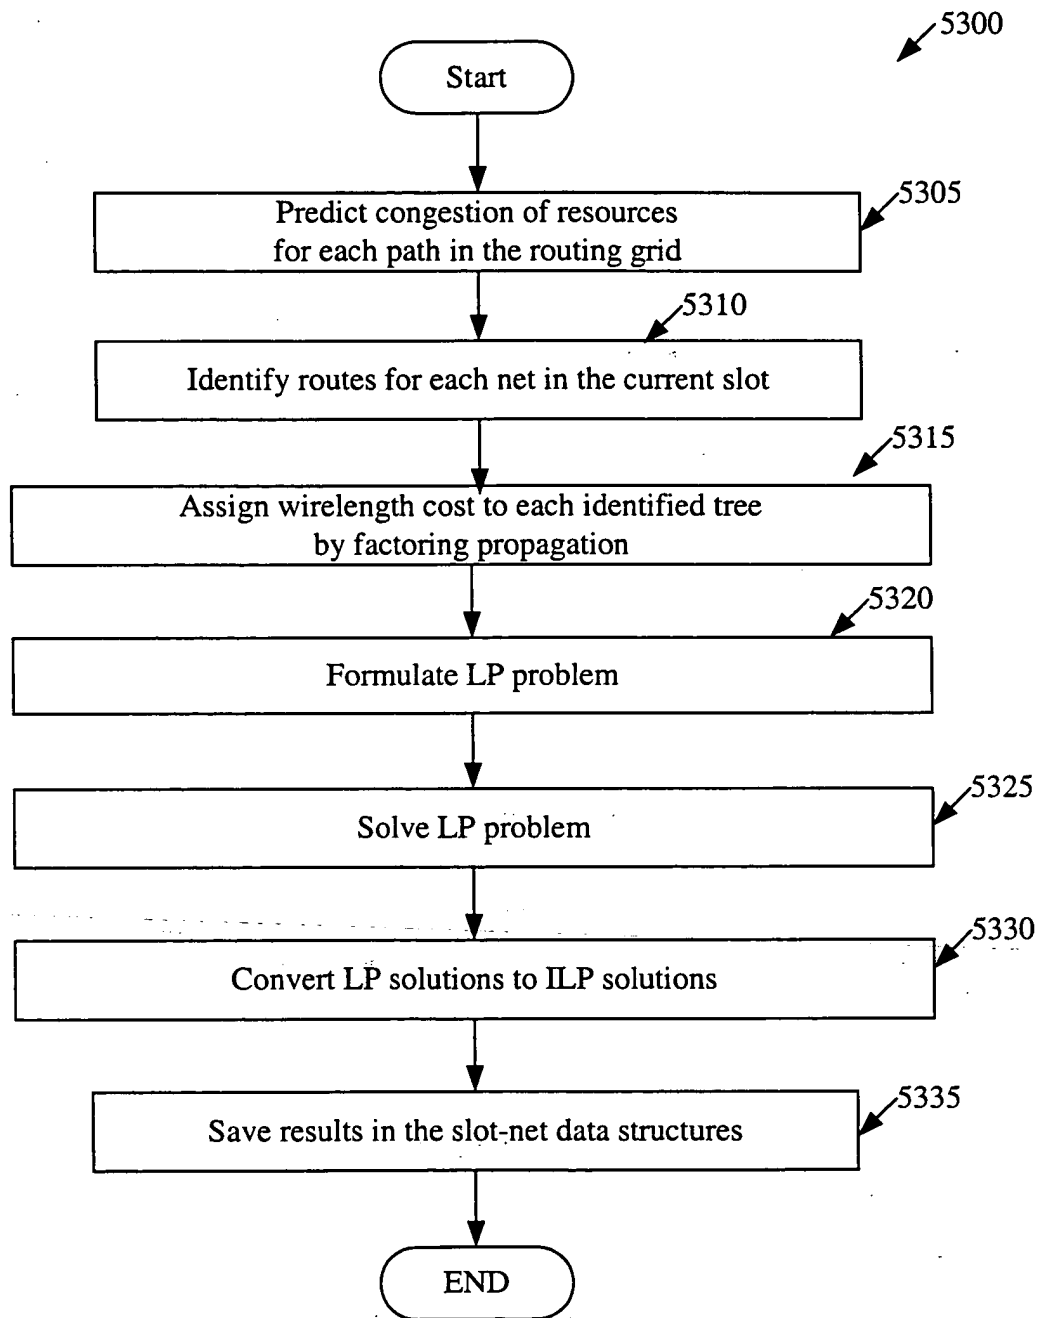 5300
Start
5305
Predict congestion of resources
for each path in the routing grid
5310
Identify routes for each net in the current slot
5315
Assign wirelength cost to each identified tree
by factoring propagation
5320
Formulate LP problem
5325
Solve LP problem
5330
Convert LP solutions to ILP solutions
5335
Save results in the slot-net data structures
END